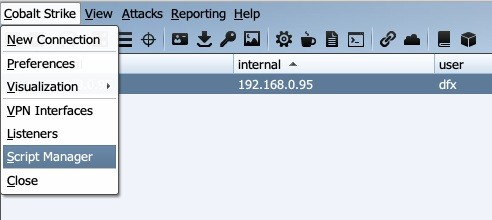 Cobalt Strike View Attacks Reporting Help
New Connection
Preferences
Visualization
VPN Interfaces
Listeners
Script Manager
Close
internal user
192.168.0.95 dfx